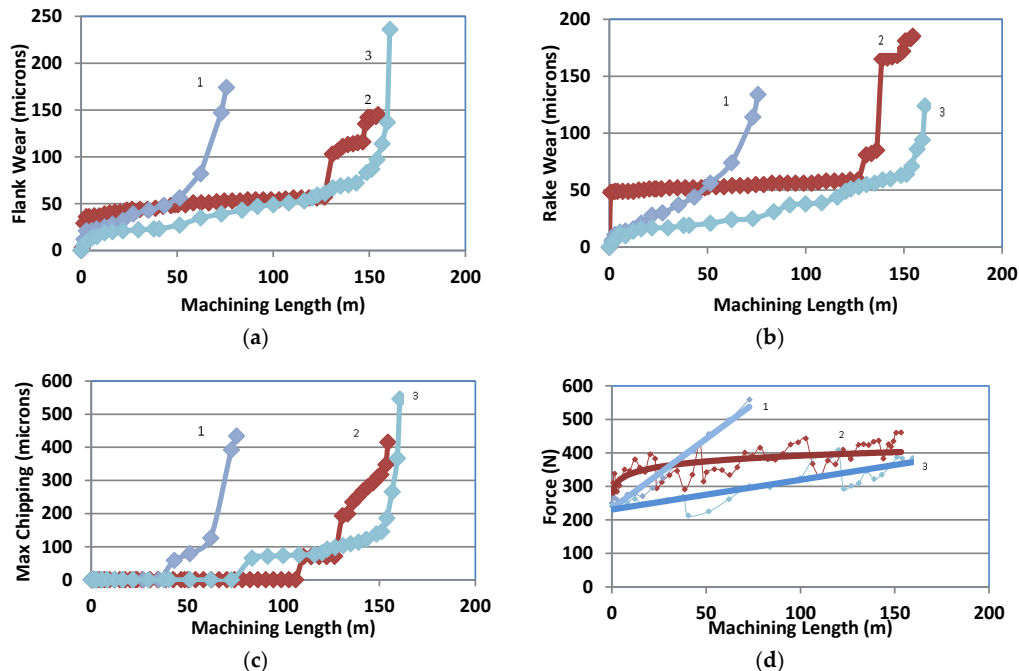 250
200
150
100
50
0
0 50 100 150 200
Flank Wear (microns)
Machining Length (m)
1
2
3
(a)
200
150
100
50
0
0 50 100 150 200
Rake Wear (microns)
Machining Length (m)
1
2
3
(b)
600
500
400
300
200
100
0
0 50 100 150 200
Max Chipping (microns)
Machining Length (m)
1
2
3
(c)
600
500
400
300
200
100
0
0 50 100 150 200
Force (N)
Machining Length (m)
1
2
3
(d)